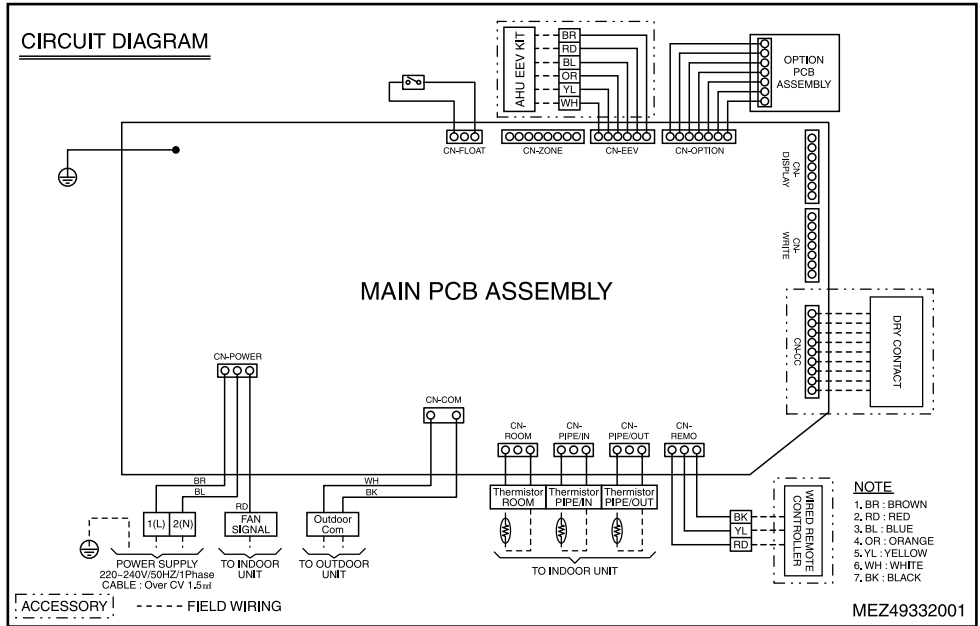 CIRCUIT DIAGRAM
AHU EEV KIT
BR
RD
BL
OR
YL
WH
OPTION
PCB
ASSEMBLY
CN-FLOAT
CN-ZONE
CN-EEV
CN-OPTION
CN-
DISPLAY
CN-
WRITE
MAIN PCB ASSEMBLY
CN-CC
DRY CONTACT
CN-POWER
CN-COM
CN-
ROOM
CN-
PIPE/IN
CN-
PIPE/OUT
CN-
REMO
BR
BL
RD
WH
BK
1(L)
2(N)
FAN
SIGNAL
Outdoor
Com
Thermistor
ROOM
Thermistor
PIPE/IN
Thermistor
PIPE/OUT
BK
YL
RD
WIRED REMOTE
CONTROLLER
POWER SUPPLY
220~240V/50HZ/1Phase
CABLE : Over CV 1.5㎟
TO INDOOR
UNIT
TO OUTDOOR
UNIT
TO INDOOR UNIT
NOTE
1. BR : BROWN
2. RD : RED
3. BL : BLUE
4. OR : ORANGE
5. YL : YELLOW
6. WH : WHITE
7. BK : BLACK
ACCESSORY
FIELD WIRING
MEZ49332001